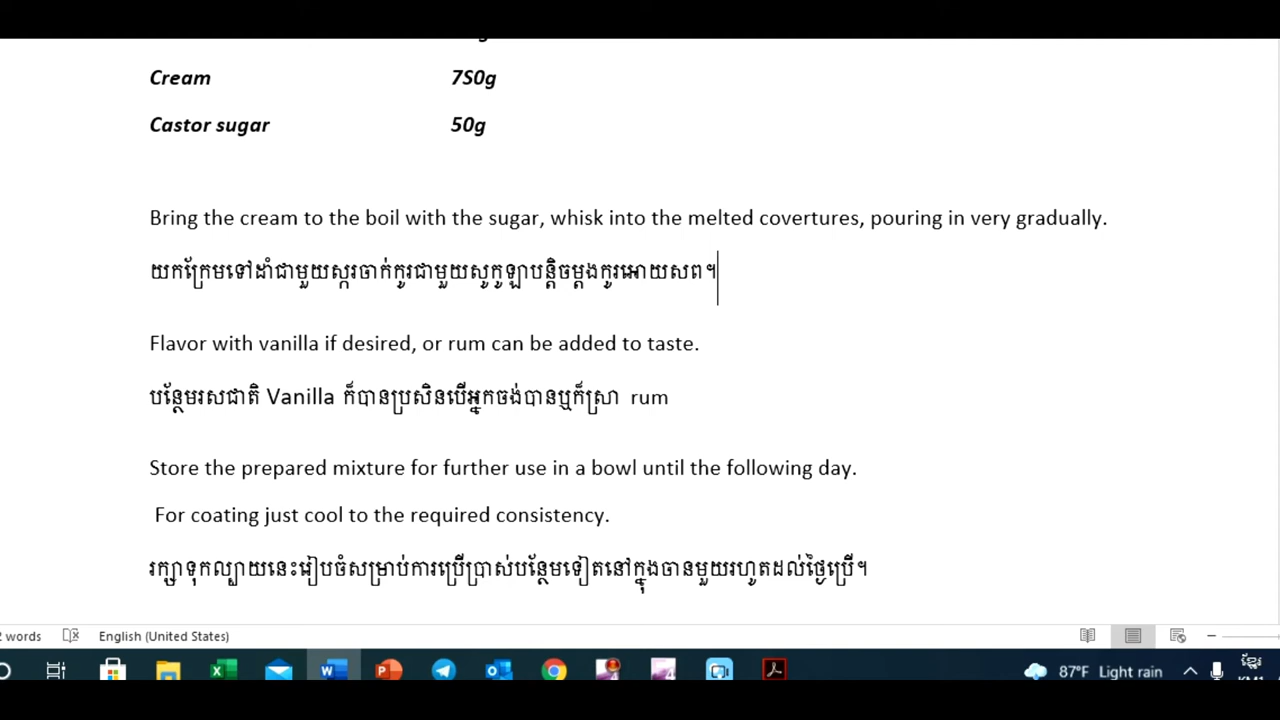 Cream 7S0g
Castor sugar 50g
Bring the cream to the boil with the sugar, whisk into the melted covertures, pouring in very gradually.
យកក្រែមទៅដាំជាមួយស្ករចាក់កូរជាមួយសូកូឡាបន្តិចម្តងកូរអោយសព។
Flavor with vanilla if desired, or rum can be added to taste.
បន្ថែមរសជាតិ Vanilla ក៏បានប្រសិនបើអ្នកចង់បានឬក៏ស្រា rum
Store the prepared mixture for further use in a bowl until the following day.
For coating just cool to the required consistency.
រក្សាទុកល្បាយនេះរៀបចំសម្រាប់ការប្រើប្រាស់បន្ថែមទៀតនៅក្នុងចានមួយរហូតដល់ថ្ងៃប្រើ។
words English (United States)
87°F Light rain ខ្មែរ